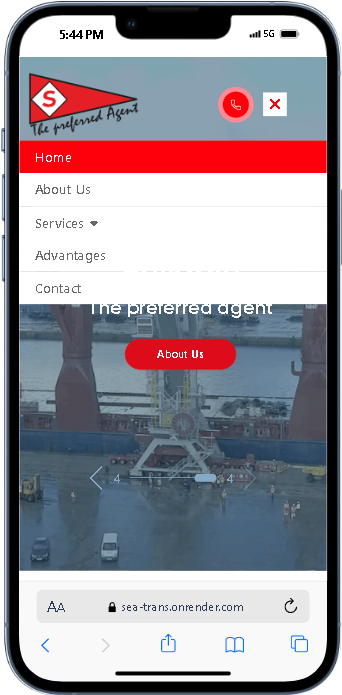 5:44 PM
5G
S
The preferred Agent
Home
About Us
Services
Advantages
Contact
The preferred agent
About Us
4
4
AA
sea-trans.onrender.com